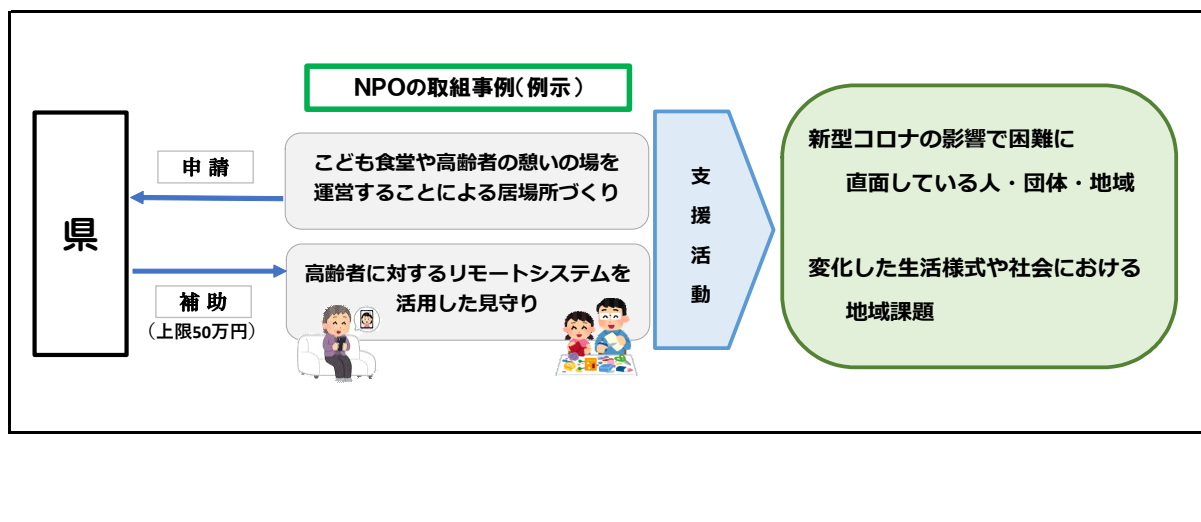 NPOの取組事例(例示)
県
申請
補助
(上限50万円)
こども食堂や高齢者の憩いの場を
運営することによる居場所づくり
高齢者に対するリモートシステムを
活用した見守り
支
援
活
動
新型コロナの影響で困難に
直面している人・団体・地域
変化した生活様式や社会における
地域課題